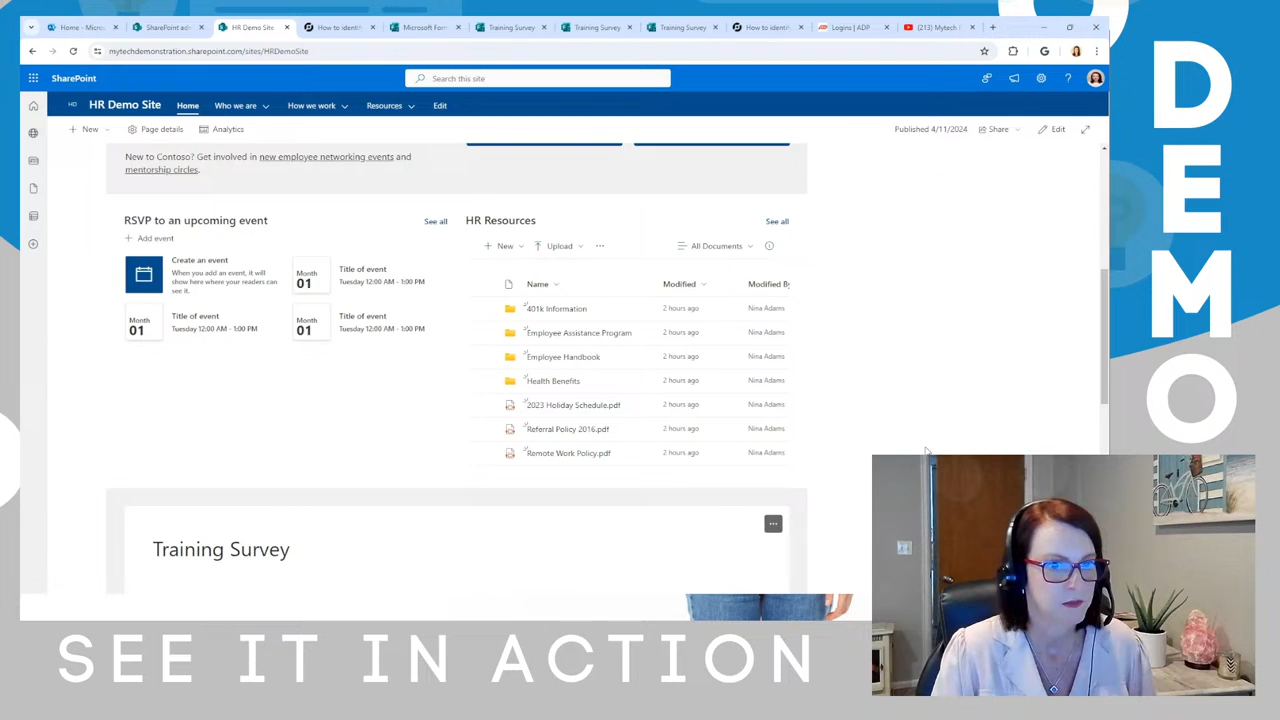 Home - Micros
SharePoint adm
HR Demo Site
How to identif
Microsoft Form
Training Survey
Training Survey
Training Survey
How to identif
Logins | ADP
(213) Mytech P
mytechdemonstration.sharepoint.com/sites/HRDemoSite
SharePoint
Search this site
HD HR Demo Site Home Who we are How we work Resources Edit
New Page details Analytics Published 4/11/2024 Share Edit
New to Contoso? Get involved in new employee networking events and
mentorship circles.
RSVP to an upcoming event See all
Add event
Create an event
When you add an event, it will
show here where your readers
can see it.
Month
01
Title of event
Tuesday 12:00 AM - 1:00 PM
Month
01
Title of event
Tuesday 12:00 AM - 1:00 PM
Month
01
Title of event
Tuesday 12:00 AM - 1:00 PM
HR Resources See all
New Upload All Documents
Name Modified Modified By
401k Information 2 hours ago Nina Adams
Employee Assistance Program 2 hours ago Nina Adams
Employee Handbook 2 hours ago Nina Adams
Health Benefits 2 hours ago Nina Adams
2023 Holiday Schedule.pdf 2 hours ago Nina Adams
Referral Policy 2016.pdf 2 hours ago Nina Adams
Remote Work Policy.pdf 2 hours ago Nina Adams
Training Survey
DEMO
SEE IT IN ACTION